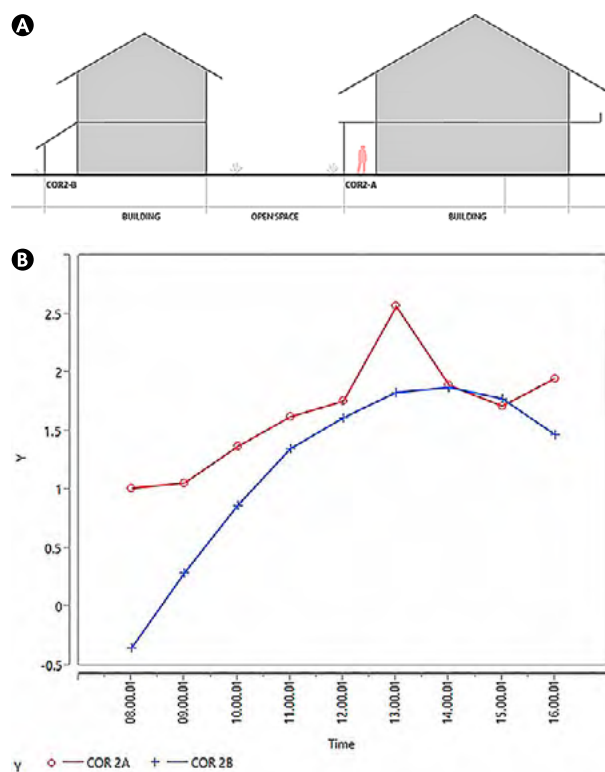 A
COR2-B
COR2-A
BUILDING
OPEN SPACE
BUILDING
B
2.5
2
1.5
1
0.5
0
-0.5
Y
08.00.01
09.00.01
10.00.01
11.00.01
12.00.01
13.00.01
14.00.01
15.00.01
16.00.01
Time
Y COR 2A COR 2B